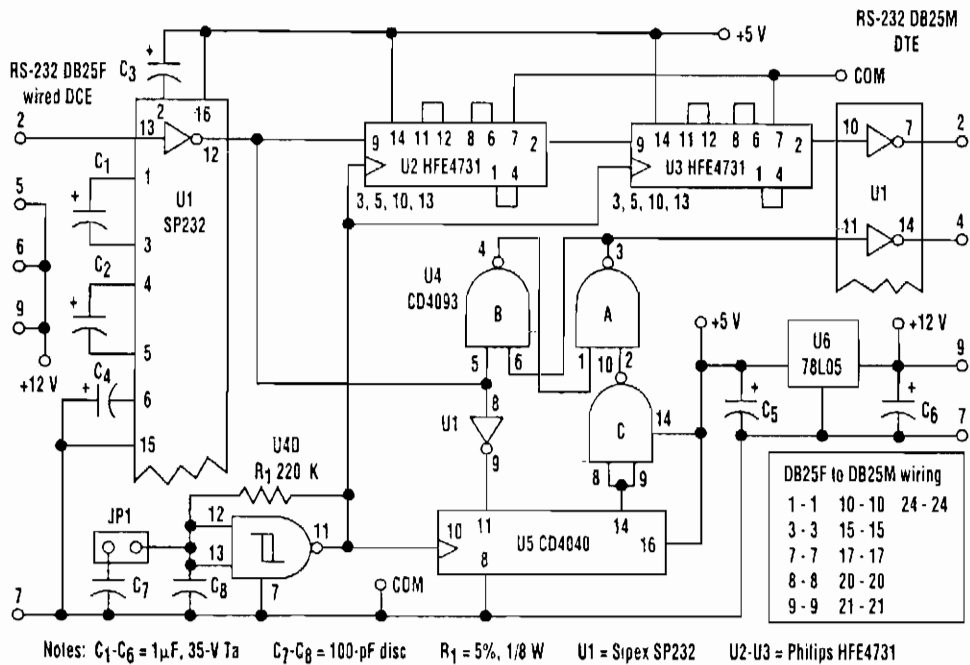 RS-232 DB25M
DTE
+5 V
COM
RS-232 DB25F
wired DCE
+
C3
2
16
2
13
12
C1
1
+
U1
SP232
3
5
6
9
+12 V
C2
4
+
5
C4
+
6
15
9
14
11
12
8
6
7
2
U2 HFE4731
1
4
3, 5, 10, 13
9
14
11
12
8
6
7
2
U3 HFE4731
1
4
3, 5, 10, 13
10
7
2
U1
11
14
4
U4
CD4093
4
B
5
6
3
A
1
2
10
C
14
8
9
U1
8
9
+5 V
+12 V
U6
78L05
9
+
C5
+
C6
7
U4D
R1 220 K
12
13
11
7
JP1
C7
C8
7
10
11
14
16
U5 CD4040
8
COM
DB25F to DB25M wiring
1 - 1 10 - 10 24 - 24
3 - 3 15 - 15
7 - 7 17 - 17
8 - 8 20 - 20
9 - 9 21 - 21
Notes: C1-C6 = 1µF, 35-V Ta C7-C8 = 100-pF disc R1 = 5%, 1/8 W U1 = Sipex SP232 U2-U3 = Philips HFE4731